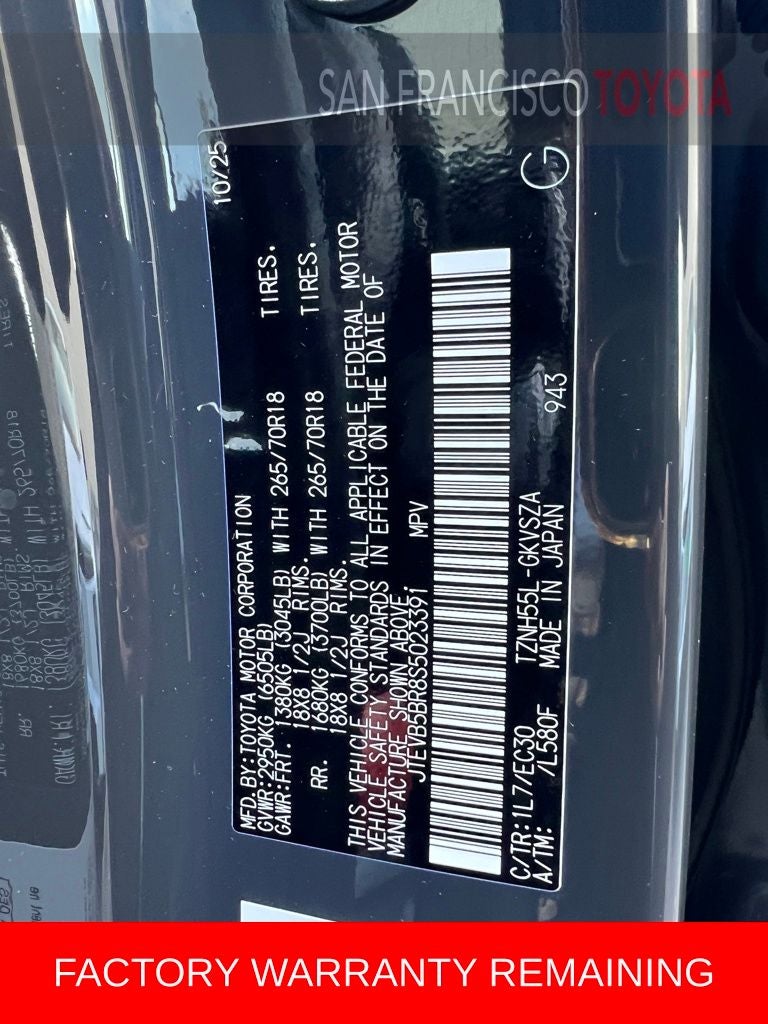 SAN FRANCISCO TOYOTA
MFD.BY:TOYOTA MOTOR CORPORATION 10/25
GVWR:2950KG (6505LB)
GAWR:FRT. 1380KG (3045LB) WITH 265/70R18 TIRES.
18X8 1/2J RIMS.
RR. 1680KG (3700LB) WITH 265/70R18 TIRES.
18X8 1/2J RIMS.
THIS VEHICLE CONFORMS TO ALL APPLICABLE FEDERAL MOTOR
VEHICLE SAFETY STANDARDS IN EFFECT ON THE DATE OF
MANUFACTURE SHOWN ABOVE.
JTEVB5BR8S5023391 MPV
C/TR:1L7/EC30 TZNH55L-GKVSZA
A/TM: /L580F MADE IN JAPAN 943
G
FACTORY WARRANTY REMAINING